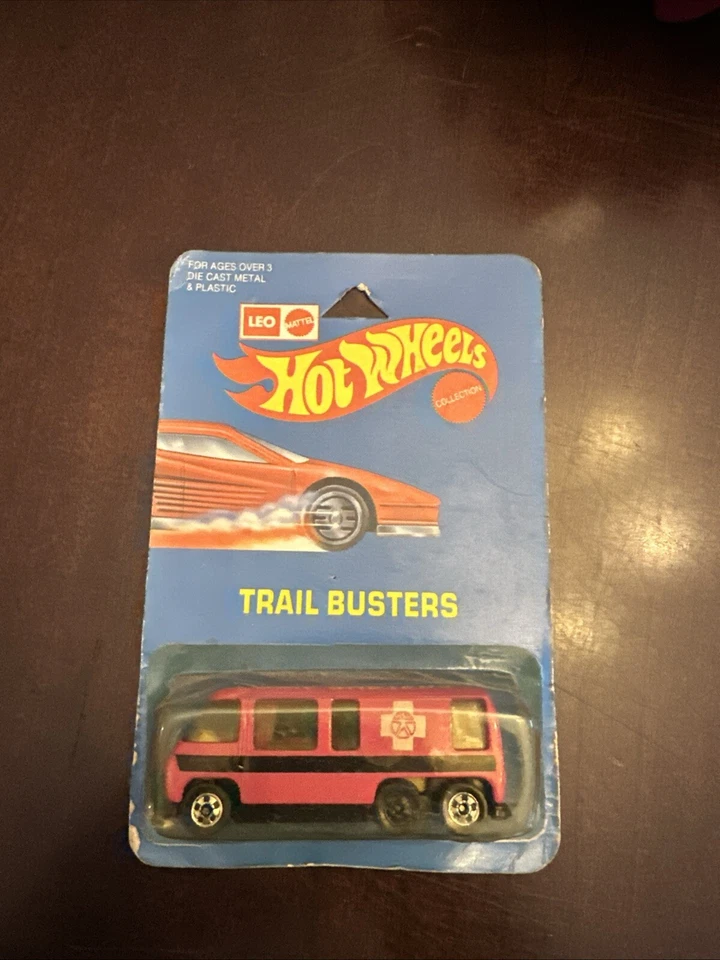 FOR AGES OVER 3
DIE CAST METAL
& PLASTIC
LEO
MATTEL
HOT WHEELS
COLLECTION
TRAIL BUSTERS